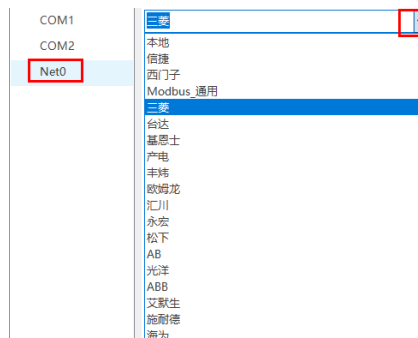 COM1
COM2
Net0
三菱
本地
信捷
西门子
Modbus_通用
三菱
台达
基恩士
产电
丰炜
欧姆龙
汇川
永宏
松下
AB
光洋
ABB
艾默生
施耐德
海为